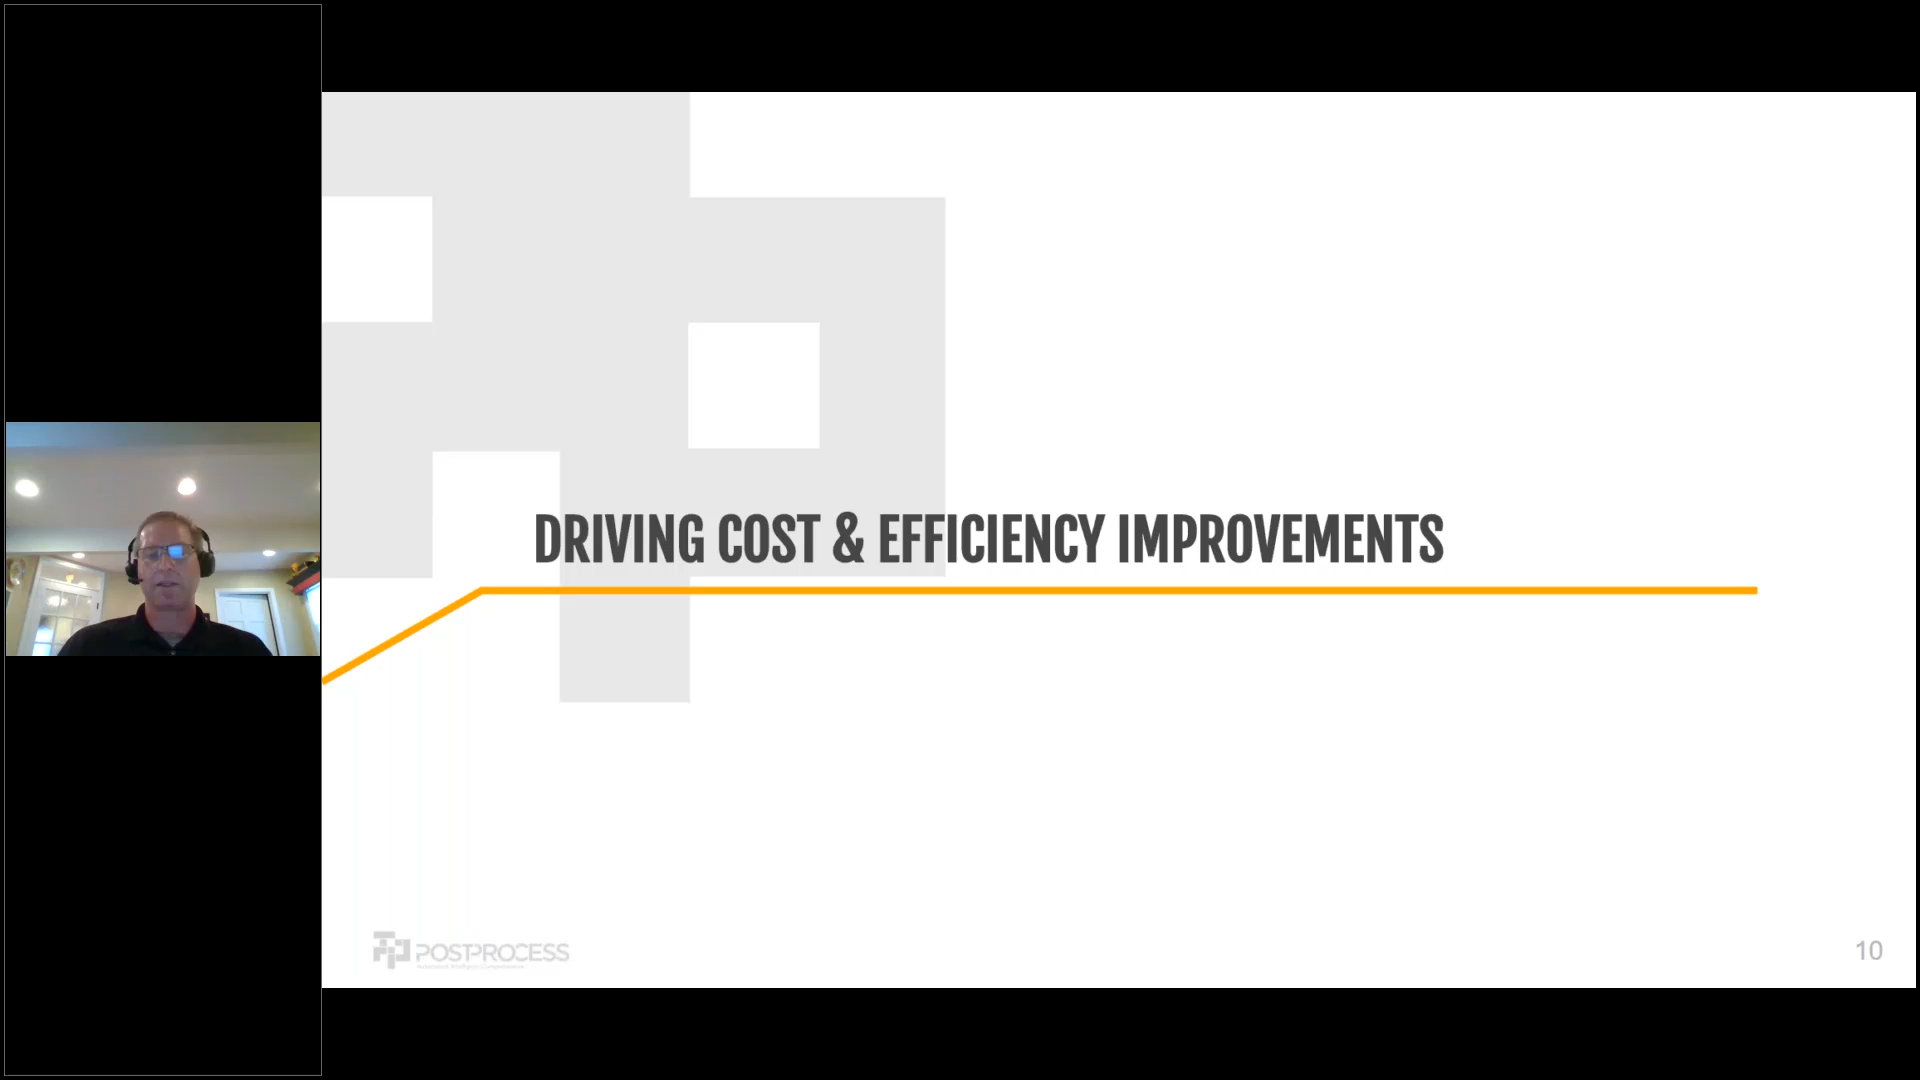 DRIVING COST & EFFICIENCY IMPROVEMENTS
POSTPROCESS
10